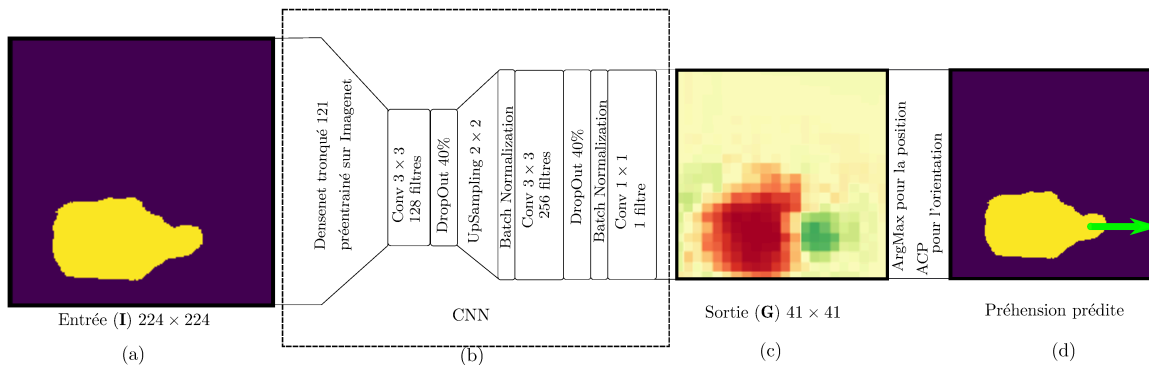 Densenet tronqué 121
préentrainé sur Imagenet
Conv 3 × 3
128 filtres
DropOut 40%
UpSampling 2 × 2
Batch Normalization
Conv 3 × 3
256 filtres
DropOut 40%
Batch Normalization
Conv 1 × 1
1 filtre
ArgMax pour la position
ACP
pour l'orientation
Entrée (I) 224 × 224
CNN
Sortie (G) 41 × 41
Préhension prédite
(a)
(b)
(c)
(d)